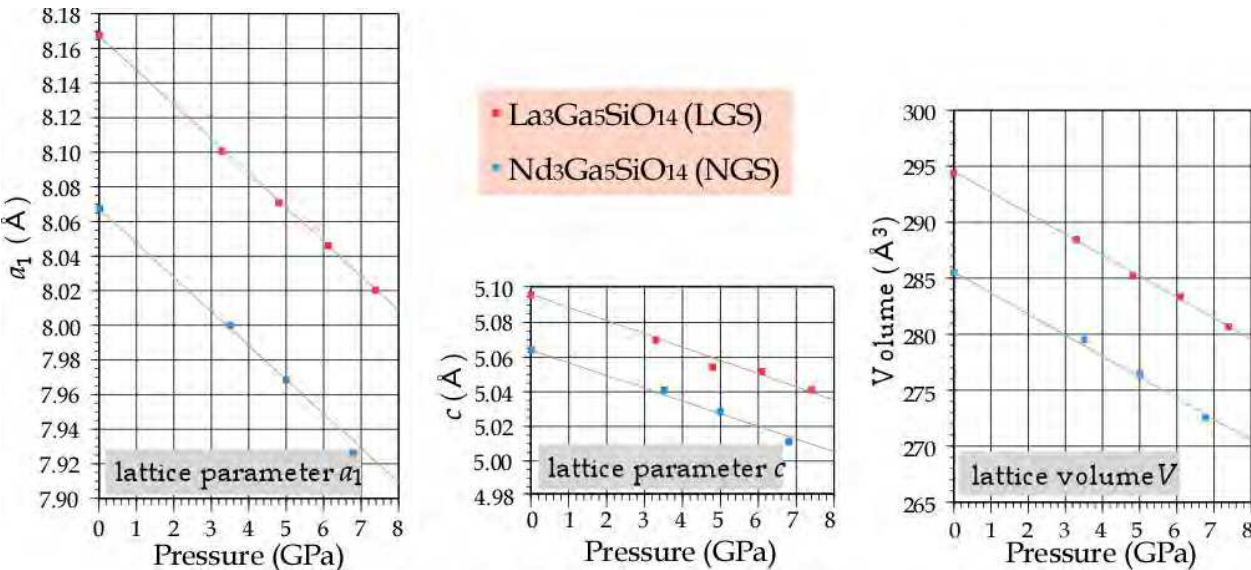 8.18
8.16
8.14
8.12
8.10
8.08
8.06
8.04
8.02
8.00
7.98
7.96
7.94
7.92
7.90
a1 (Å)
lattice parameter a1
0 1 2 3 4 5 6 7 8
Pressure (GPa)
La3Ga5SiO14 (LGS)
Nd3Ga5SiO14 (NGS)
5.10
5.08
5.06
5.04
5.02
5.00
4.98
c (Å)
lattice parameter c
0 1 2 3 4 5 6 7 8
Pressure (GPa)
300
295
290
285
280
275
270
265
Volume (Å3)
lattice volume V
0 1 2 3 4 5 6 7 8
Pressure (GPa)